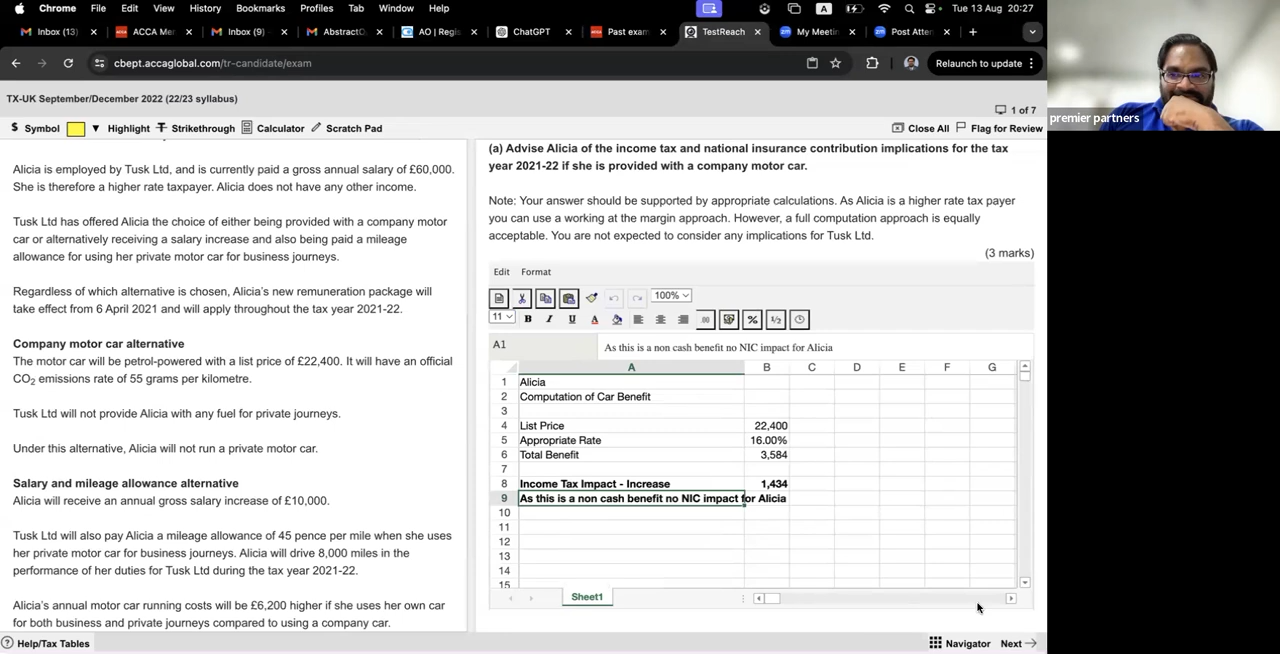 Chrome File Edit View History Bookmarks Profiles Tab Window Help A Tue 13 Aug 20:27
Inbox (13) ACCA Me Inbox (9) AbstractO AO | Regis ChatGPT Past exam TestReach My Meetin Post Atten
cbept.accaglobal.org/tr-candidate/exam Relaunch to update
TX-UK September/December 2022 (22/23 syllabus)
1 of 7
$ Symbol Highlight Strikethrough Calculator Scratch Pad Close All Flag for Review
Alicia is employed by Tusk Ltd, and is currently paid a gross annual salary of £60,000.
She is therefore a higher rate taxpayer. Alicia does not have any other income.
Tusk Ltd has offered Alicia the choice of either being provided with a company motor
car or alternatively receiving a salary increase and also being paid a mileage
allowance for using her private motor car for business journeys.
Regardless of which alternative is chosen, Alicia's new remuneration package will
take effect from 6 April 2021 and will apply throughout the tax year 2021-22.
Company motor car alternative
The motor car will be petrol-powered with a list price of £22,400. It will have an official
CO2 emissions rate of 55 grams per kilometre.
Tusk Ltd will not provide Alicia with any fuel for private journeys.
Under this alternative, Alicia will not run a private motor car.
Salary and mileage allowance alternative
Alicia will receive an annual gross salary increase of £10,000.
Tusk Ltd will also pay Alicia a mileage allowance of 45 pence per mile when she uses
her private motor car for business journeys. Alicia will drive 8,000 miles in the
performance of her duties for Tusk Ltd during the tax year 2021-22.
Alicia's annual motor car running costs will be £6,200 higher if she uses her own car
for both business and private journeys compared to using a company car.
(a) Advise Alicia of the income tax and national insurance contribution implications for the tax
year 2021-22 if she is provided with a company motor car.
Note: Your answer should be supported by appropriate calculations. As Alicia is a higher rate tax payer
you can use a working at the margin approach. However, a full computation approach is equally
acceptable. You are not expected to consider any implications for Tusk Ltd.
(3 marks)
Edit Format
100%
11 B I U A .00 % 1/2
A1 As this is a non cash benefit no NIC impact for Alicia
A B C D E F G
1 Alicia
2 Computation of Car Benefit
3
4 List Price 22,400
5 Appropriate Rate 16.00%
6 Total Benefit 3,584
7
8 Income Tax Impact - Increase 1,434
9 As this is a non cash benefit no NIC impact for Alicia
10
11
12
13
14
15
Sheet1
? Help/Tax Tables Navigator Next
premier partners